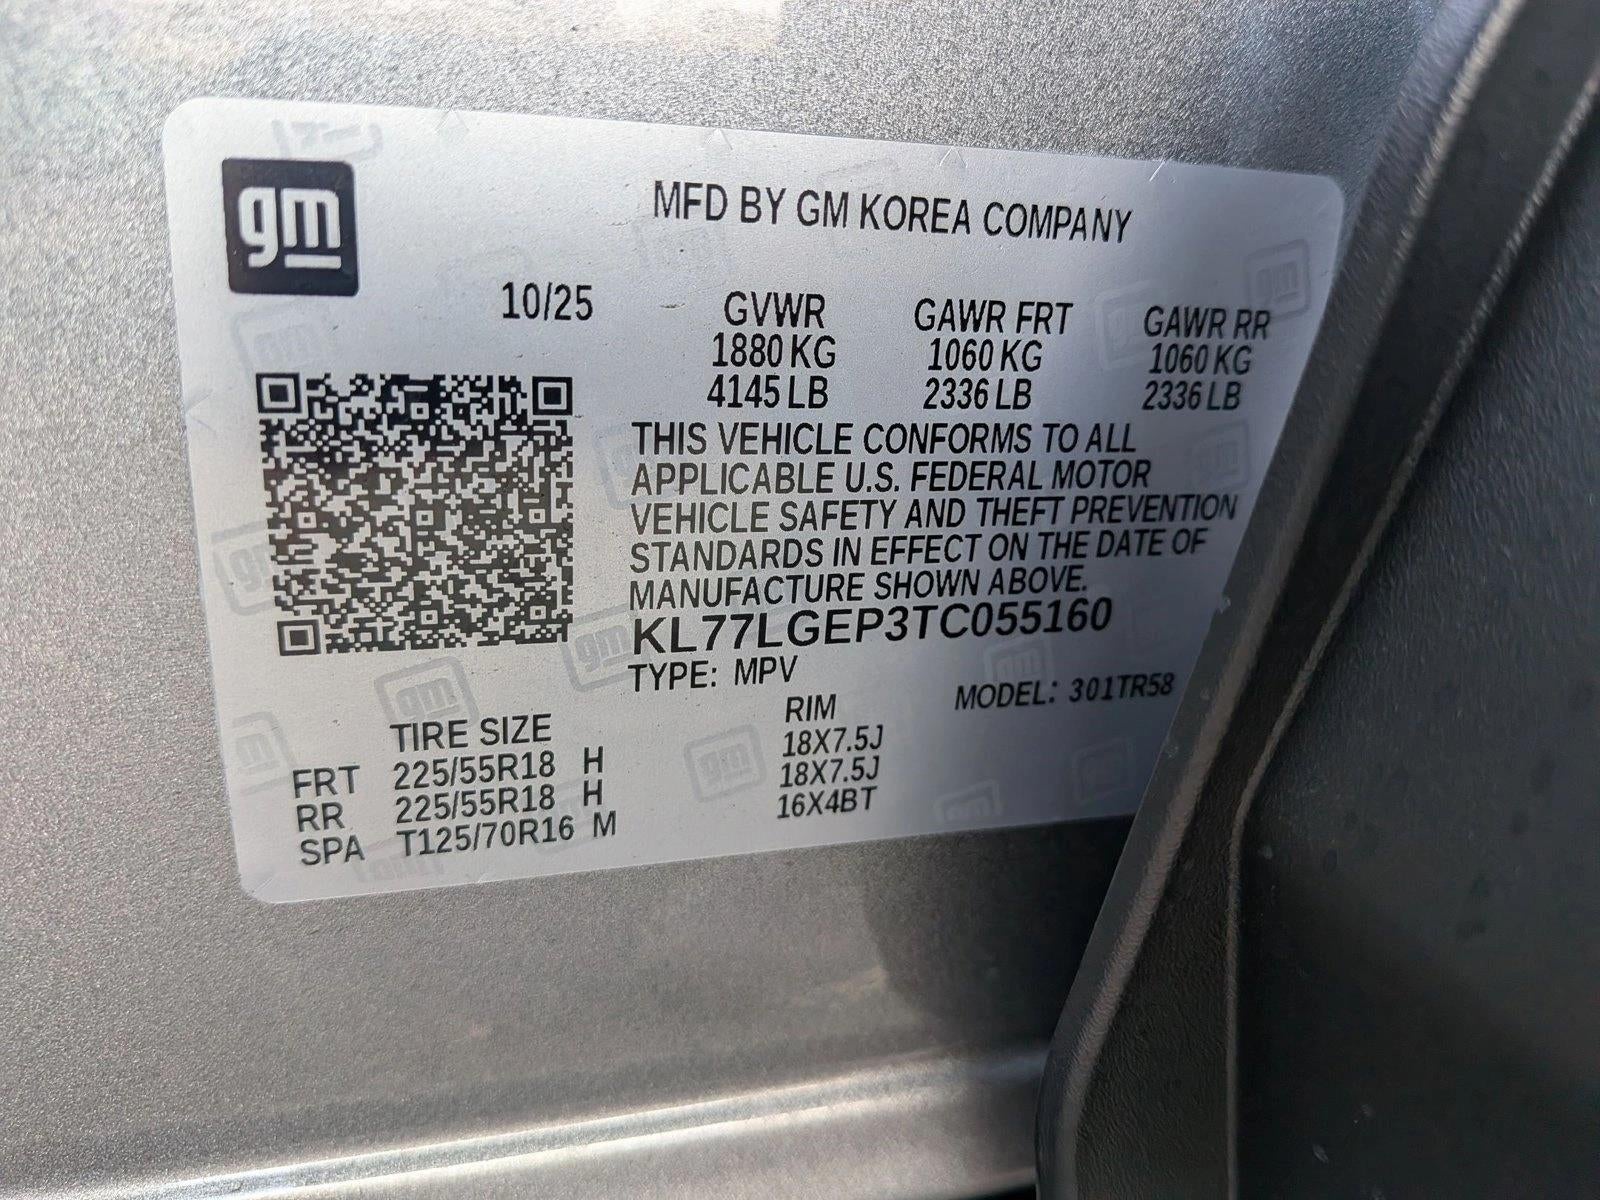 gm
MFD BY GM KOREA COMPANY
10/25 GVWR GAWR FRT GAWR RR
1880 KG 1060 KG 1060 KG
4145 LB 2336 LB 2336 LB
THIS VEHICLE CONFORMS TO ALL
APPLICABLE U.S. FEDERAL MOTOR
VEHICLE SAFETY AND THEFT PREVENTION
STANDARDS IN EFFECT ON THE DATE OF
MANUFACTURE SHOWN ABOVE.
KL77LGEP3TC055160
TYPE: MPV MODEL: 301TR58
TIRE SIZE RIM
FRT 225/55R18 H 18X7.5J
RR 225/55R18 H 18X7.5J
SPA T125/70R16 M 16X4BT